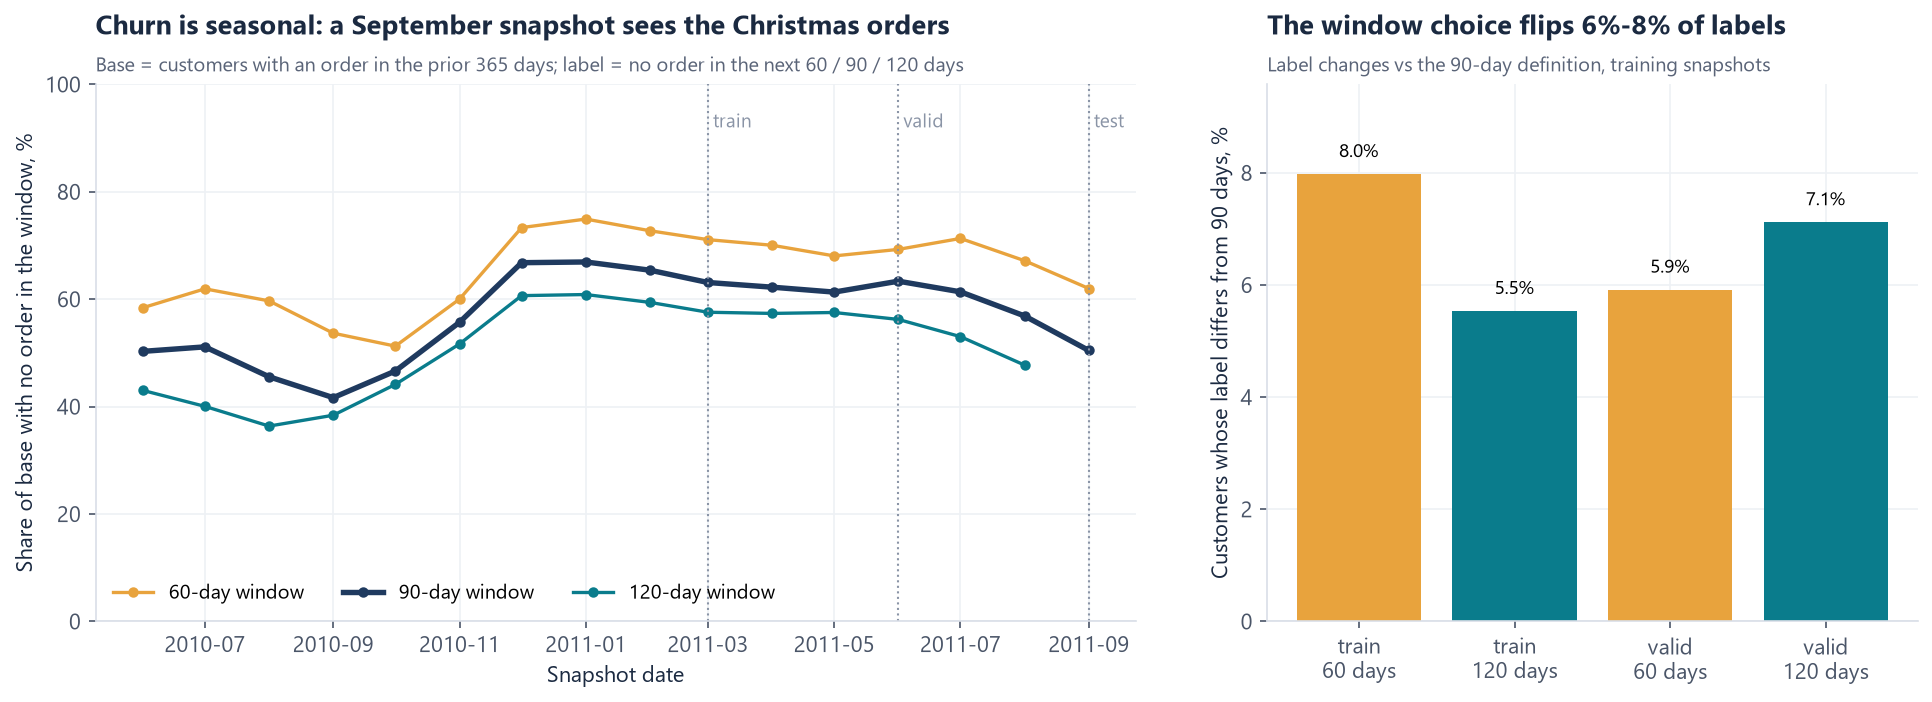 Churn is seasonal: a September snapshot sees the Christmas orders
Base = customers with an order in the prior 365 days; label = no order in the next 60 / 90 / 120 days
Share of base with no order in the window, %
100
80
60
40
20
0
train
valid
test
60-day window
90-day window
120-day window
2010-07
2010-09
2010-11
2011-01
2011-03
2011-05
2011-07
2011-09
Snapshot date
The window choice flips 6%-8% of labels
Label changes vs the 90-day definition, training snapshots
Customers whose label differs from 90 days, %
8
6
4
2
0
8.0%
5.5%
5.9%
7.1%
train
60 days
train
120 days
valid
60 days
valid
120 days